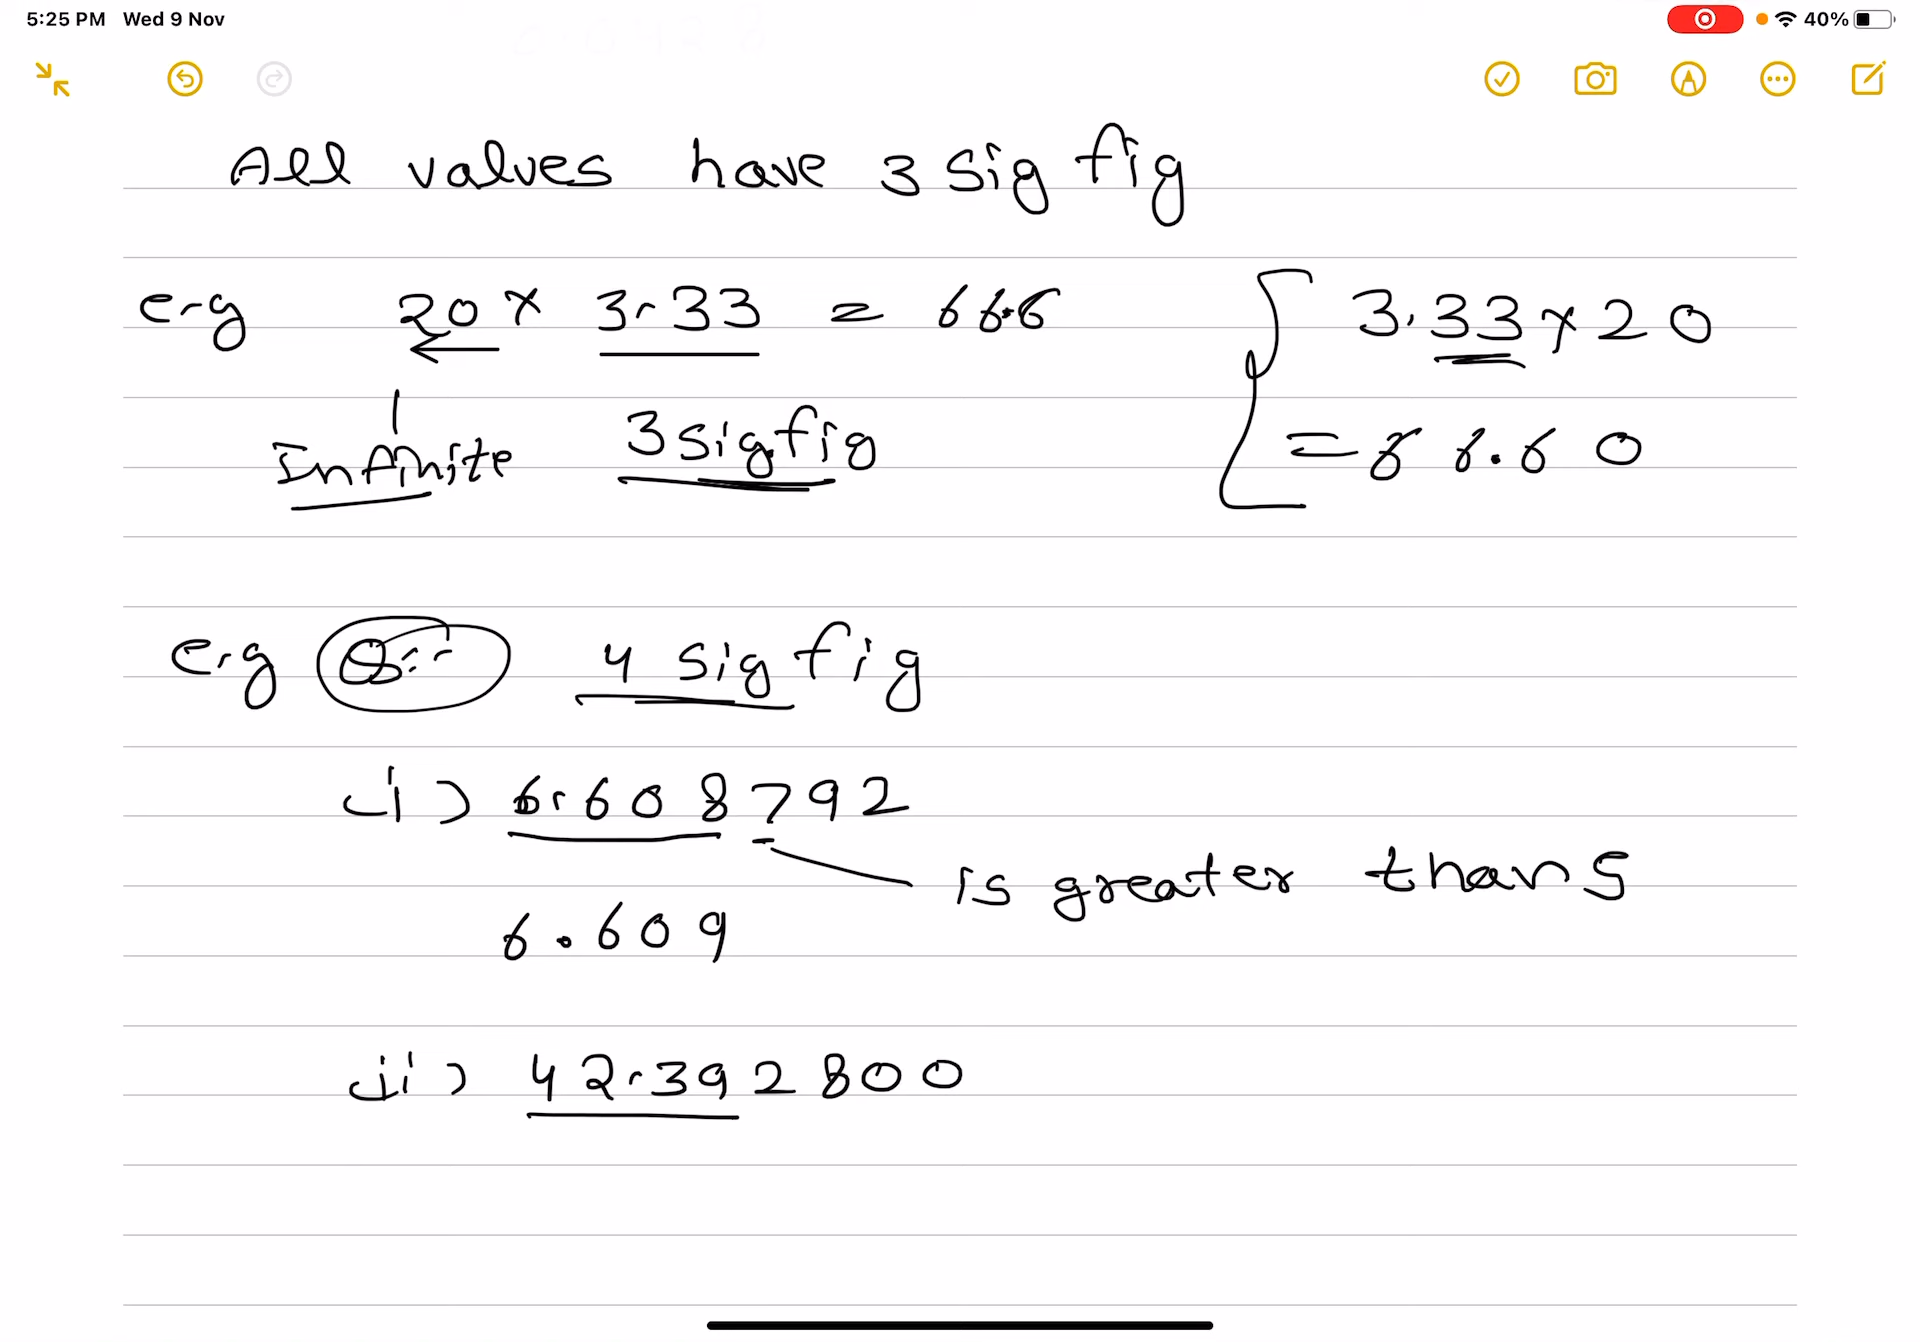 5:25 PM Wed 9 Nov 40%
All values have 3 sig fig
e.g 20 × 3.33 = 66.6
Infinite 3 sig fig
3.33 × 20
= 66.60
e.g 4 sig fig
i) 6.608792
is greater than 5
6.609
ii) 42.392800